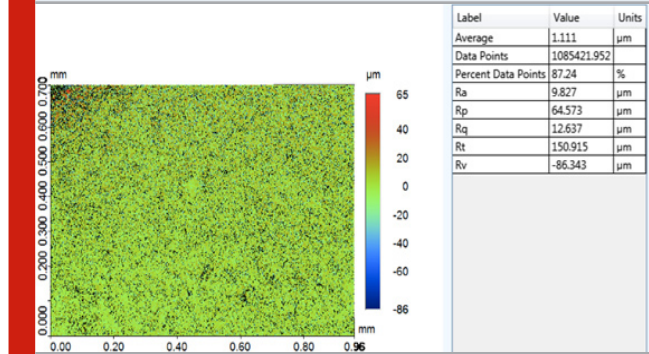 Label Value Units
Average 1.111 µm
Data Points 1085421.952
Percent Data Points 87.24 %
Ra 9.827 µm
Rp 64.573 µm
Rq 12.637 µm
Rt 150.915 µm
Rv -86.343 µm
mm
0.700
0.600
0.500
0.400
0.300
0.200
0.000
0.00 0.20 0.40 0.60 0.80 0.96
mm
µm
65
40
20
0
-20
-40
-60
-86